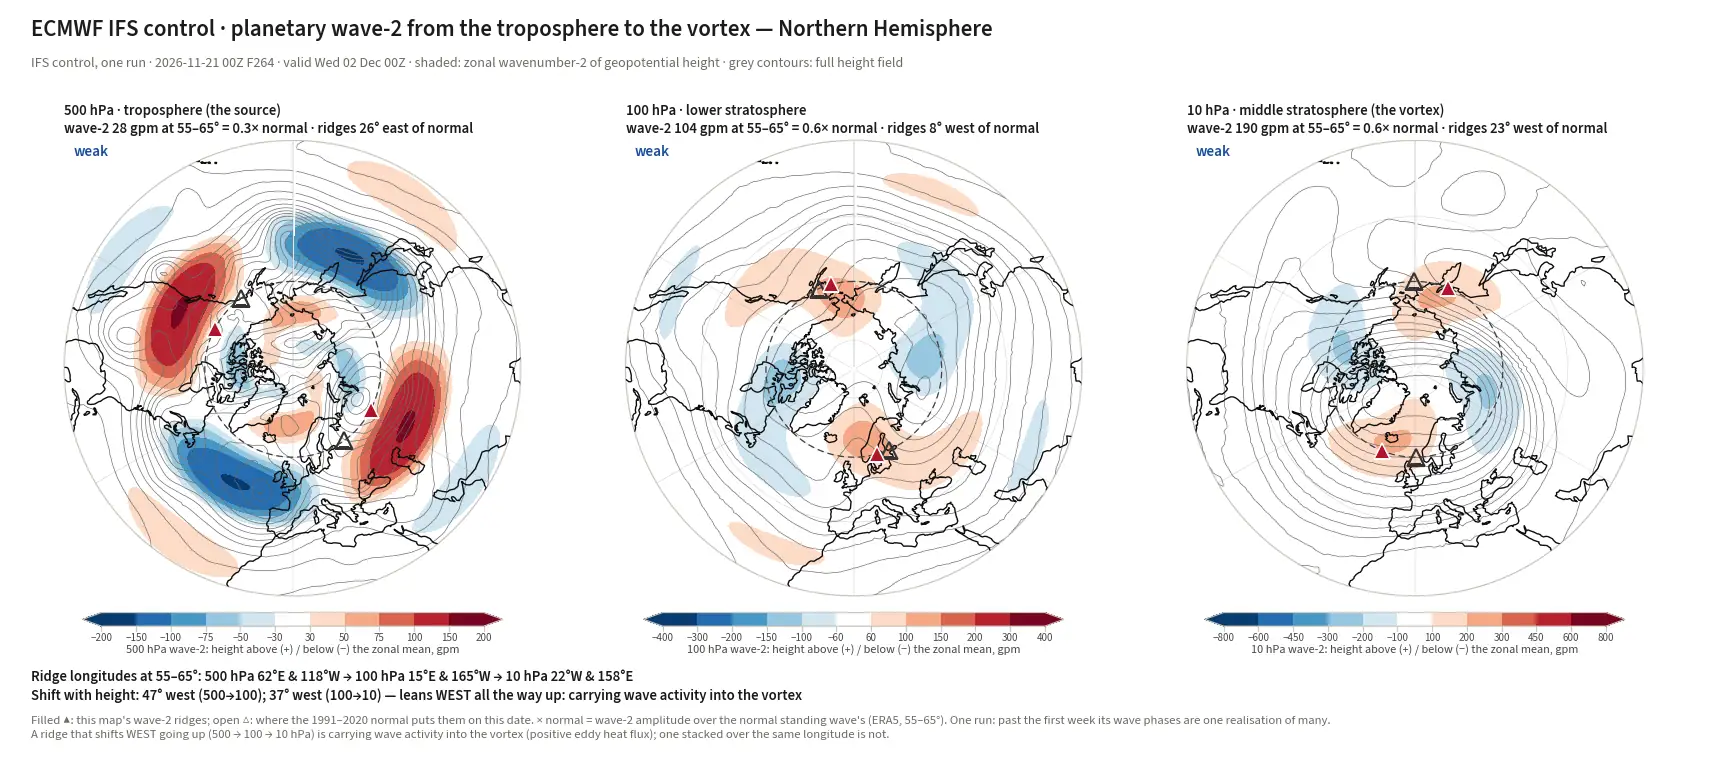 ECMWF IFS control · planetary wave-2 from the troposphere to the vortex — Northern Hemisphere
IFS control, one run · 2026-11-21 00Z F264 · valid Wed 02 Dec 00Z · shaded: zonal wavenumber-2 of geopotential height · grey contours: full height field
500 hPa · troposphere (the source)
wave-2 28 gpm at 55–65° = 0.3× normal · ridges 26° east of normal
weak
100 hPa · lower stratosphere
wave-2 104 gpm at 55–65° = 0.6× normal · ridges 8° west of normal
weak
10 hPa · middle stratosphere (the vortex)
wave-2 190 gpm at 55–65° = 0.6× normal · ridges 23° west of normal
weak
−200 −150 −100 −75 −50 −30 30 50 75 100 150 200
500 hPa wave-2: height above (+) / below (−) the zonal mean, gpm
−400 −300 −200 −150 −100 −60 60 100 150 200 300 400
100 hPa wave-2: height above (+) / below (−) the zonal mean, gpm
−800 −600 −450 −300 −200 −100 100 200 300 450 600 800
10 hPa wave-2: height above (+) / below (−) the zonal mean, gpm
Ridge longitudes at 55–65°: 500 hPa 62°E & 118°W → 100 hPa 15°E & 165°W → 10 hPa 22°W & 158°E
Shift with height: 47° west (500→100); 37° west (100→10) — leans WEST all the way up: carrying wave activity into the vortex
Filled ▲: this map's wave-2 ridges; open △: where the 1991–2020 normal puts them on this date. × normal = wave-2 amplitude over the normal standing wave's (ERA5, 55–65°). One run: past the first week its wave phases are one realisation of many.
A ridge that shifts WEST going up (500 → 100 → 10 hPa) is carrying wave activity into the vortex (positive eddy heat flux); one stacked over the same longitude is not.